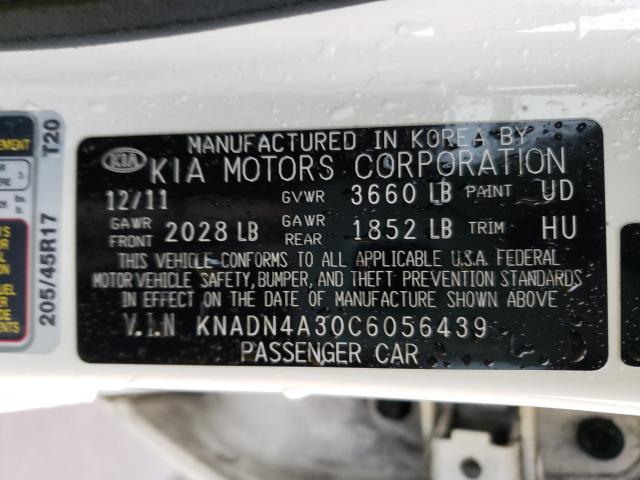 MANUFACTURED IN KOREA BY
KIA KIA MOTORS CORPORATION
12/11 GVWR 3660 LB PAINT UD
GAWR FRONT 2028 LB GAWR REAR 1852 LB TRIM HU
THIS VEHICLE CONFORMS TO ALL APPLICABLE U.S.A. FEDERAL
MOTOR VEHICLE SAFETY, BUMPER, AND THEFT PREVENTION STANDARDS
IN EFFECT ON THE DATE OF MANUFACTURE SHOWN ABOVE
V.I.N KNADN4A30C6056439
PASSENGER CAR
T20
205/45R17